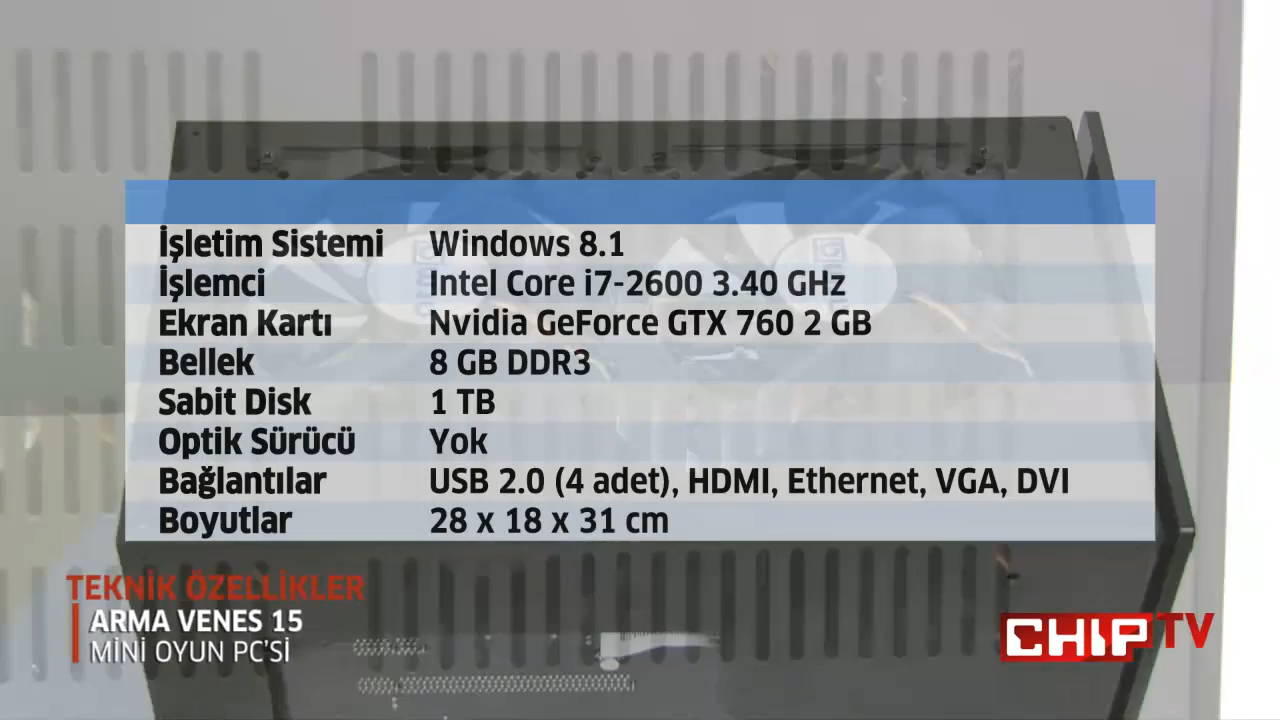 İşletim Sistemi Windows 8.1
İşlemci Intel Core i7-2600 3.40 GHz
Ekran Kartı Nvidia GeForce GTX 760 2 GB
Bellek 8 GB DDR3
Sabit Disk 1 TB
Optik Sürücü Yok
Bağlantılar USB 2.0 (4 adet), HDMI, Ethernet, VGA, DVI
Boyutlar 28 x 18 x 31 cm
TEKNİK ÖZELLİKLER
ARMA VENES 15
MİNİ OYUN PC'Sİ
CHIP TV